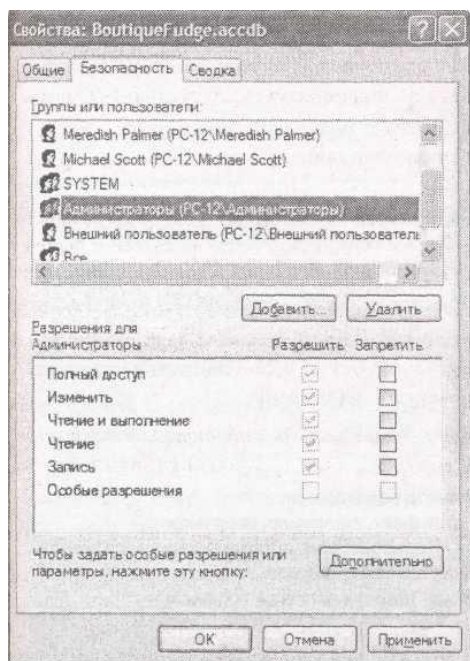 Свойства: BoutiqueFudge.accdb
Общие Безопасность Сводка
Группы или пользователи:
Meredish Palmer (PC-12\Meredish Palmer)
Michael Scott (PC-12\Michael Scott)
SYSTEM
Администраторы (PC-12\Администраторы)
Внешний пользователь (PC-12\Внешний пользователь
Все
Добавить Удалить
Разрешения для
Администраторы Разрешить Запретить
Полный доступ
Изменить
Чтение и выполнение
Чтение
Запись
Особые разрешения
Чтобы задать особые разрешения или
параметры, нажмите эту кнопку:
Дополнительно
OK Отмена Применить